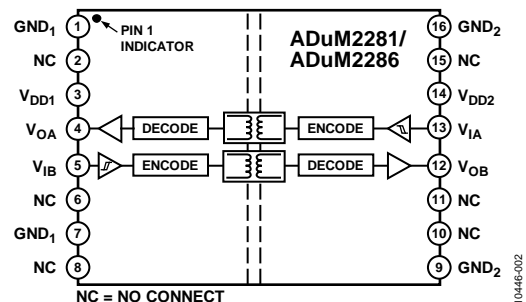 GND1 1 PIN 1 INDICATOR ADuM2281/ ADuM2286 16 GND2
NC 2 15 NC
VDD1 3 14 VDD2
VOA 4 DECODE ENCODE 13 VIA
VIB 5 ENCODE DECODE 12 VOB
NC 6 11 NC
GND1 7 10 NC
NC 8 9 GND2
NC = NO CONNECT
10446-002